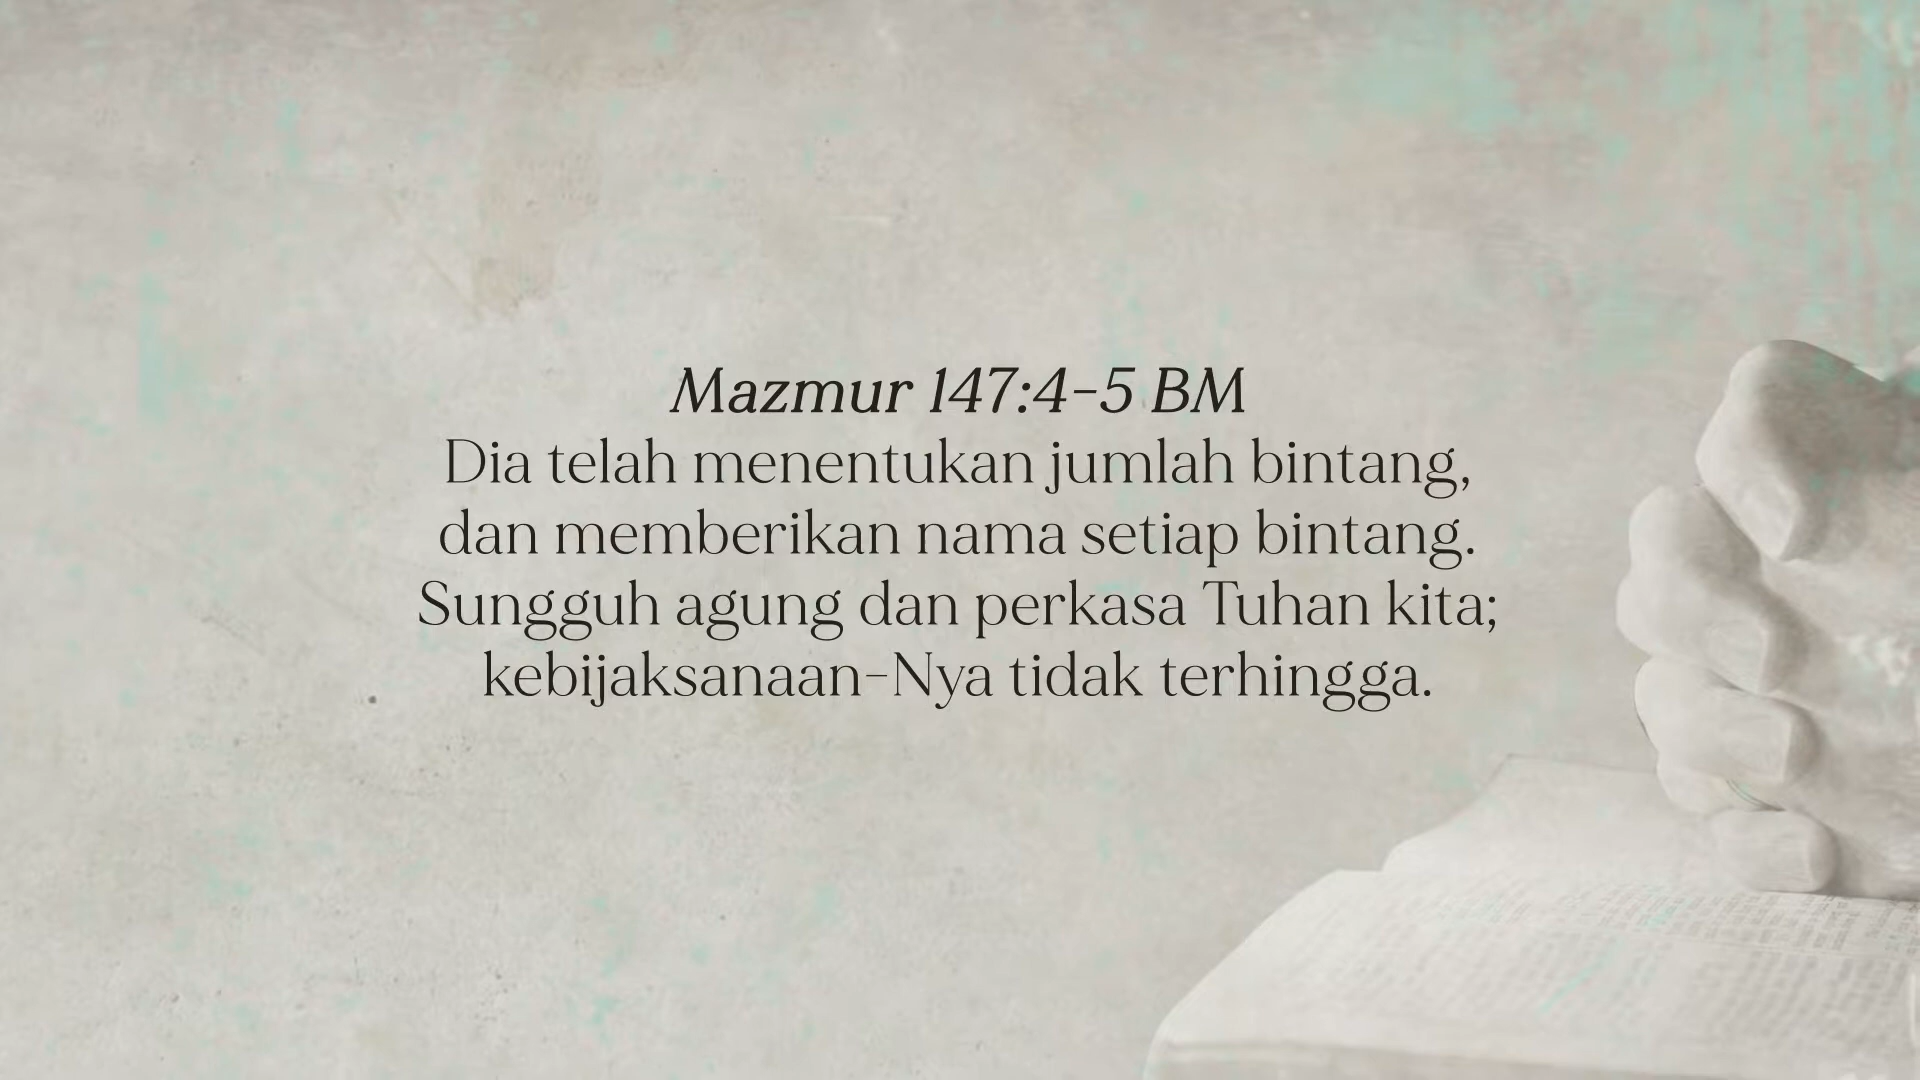 Mazmur 147:4-5 BM
Dia telah menentukan jumlah bintang,
dan memberikan nama setiap bintang.
Sungguh agung dan perkasa Tuhan kita;
kebijaksanaan-Nya tidak terhingga.